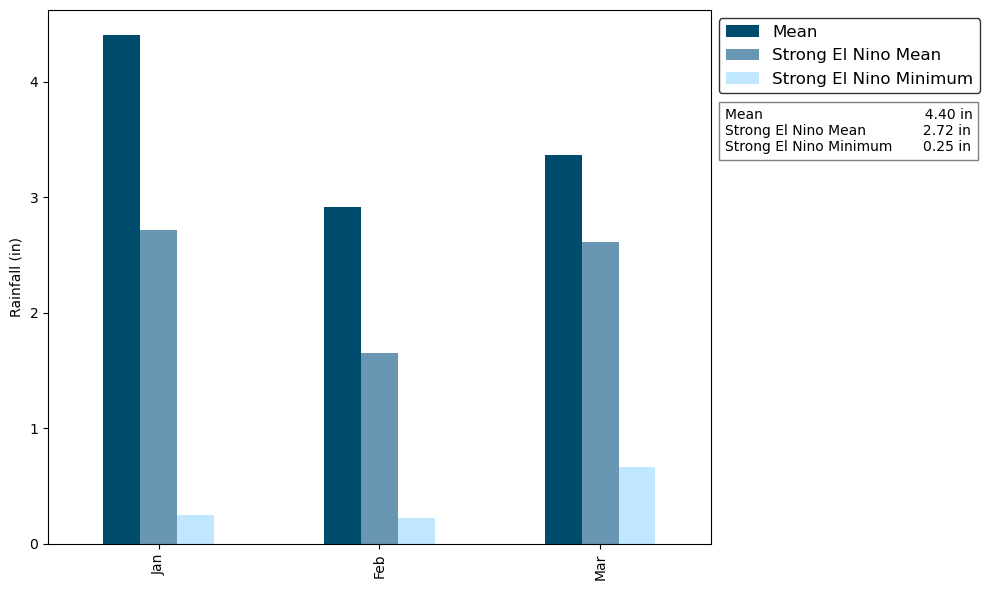 Rainfall (in)
4
3
2
1
0
Jan
Feb
Mar
Mean
Strong El Nino Mean
Strong El Nino Minimum
Mean 4.40 in
Strong El Nino Mean 2.72 in
Strong El Nino Minimum 0.25 in